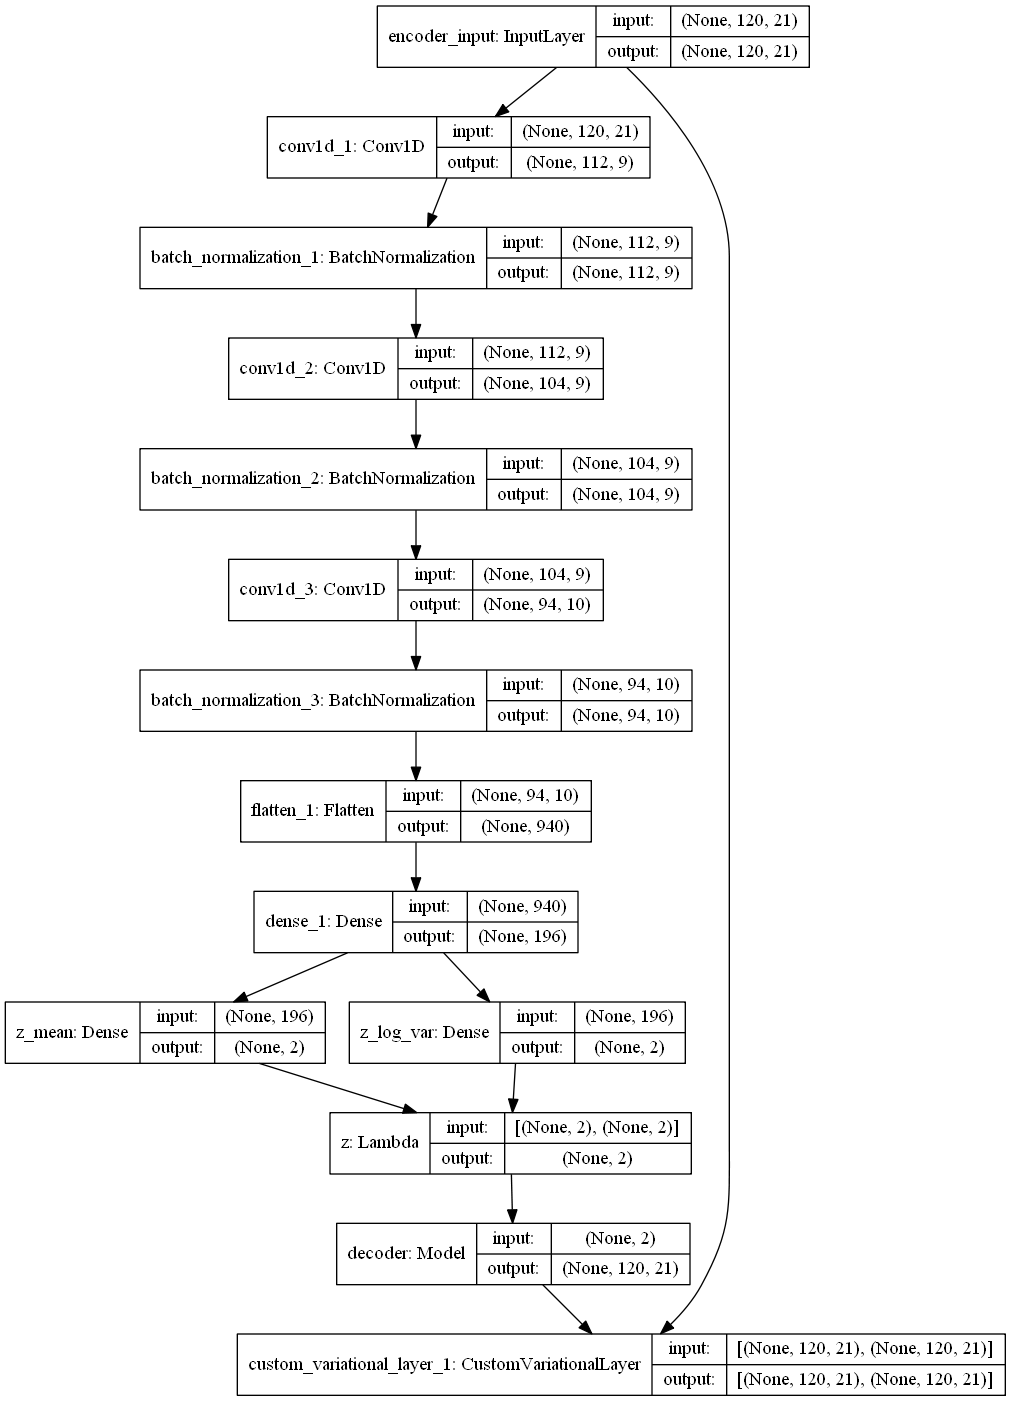 encoder_input: InputLayer
input:
(None, 120, 21)
output:
(None, 120, 21)
conv1d_1: Conv1D
input:
(None, 120, 21)
output:
(None, 112, 9)
batch_normalization_1: BatchNormalization
input:
(None, 112, 9)
output:
(None, 112, 9)
conv1d_2: Conv1D
input:
(None, 112, 9)
output:
(None, 104, 9)
batch_normalization_2: BatchNormalization
input:
(None, 104, 9)
output:
(None, 104, 9)
conv1d_3: Conv1D
input:
(None, 104, 9)
output:
(None, 94, 10)
batch_normalization_3: BatchNormalization
input:
(None, 94, 10)
output:
(None, 94, 10)
flatten_1: Flatten
input:
(None, 94, 10)
output:
(None, 940)
dense_1: Dense
input:
(None, 940)
output:
(None, 196)
z_mean: Dense
input:
(None, 196)
output:
(None, 2)
z_log_var: Dense
input:
(None, 196)
output:
(None, 2)
z: Lambda
input:
[(None, 2), (None, 2)]
output:
(None, 2)
decoder: Model
input:
(None, 2)
output:
(None, 120, 21)
custom_variational_layer_1: CustomVariationalLayer
input:
[(None, 120, 21), (None, 120, 21)]
output:
[(None, 120, 21), (None, 120, 21)]